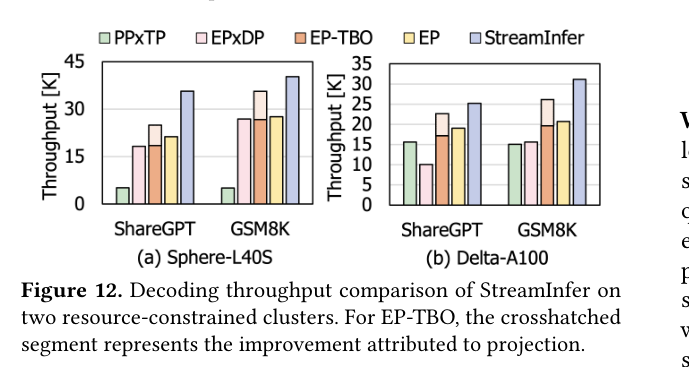 PPxTP EPxDP EP-TBO EP StreamInfer
Throughput [K]
45
30
15
0
ShareGPT GSM8K
(a) Sphere-L40S
Throughput [K]
35
30
25
20
15
10
5
0
ShareGPT GSM8K
(b) Delta-A100
Figure 12. Decoding throughput comparison of StreamInfer on
two resource-constrained clusters. For EP-TBO, the crosshatched
segment represents the improvement attributed to projection.